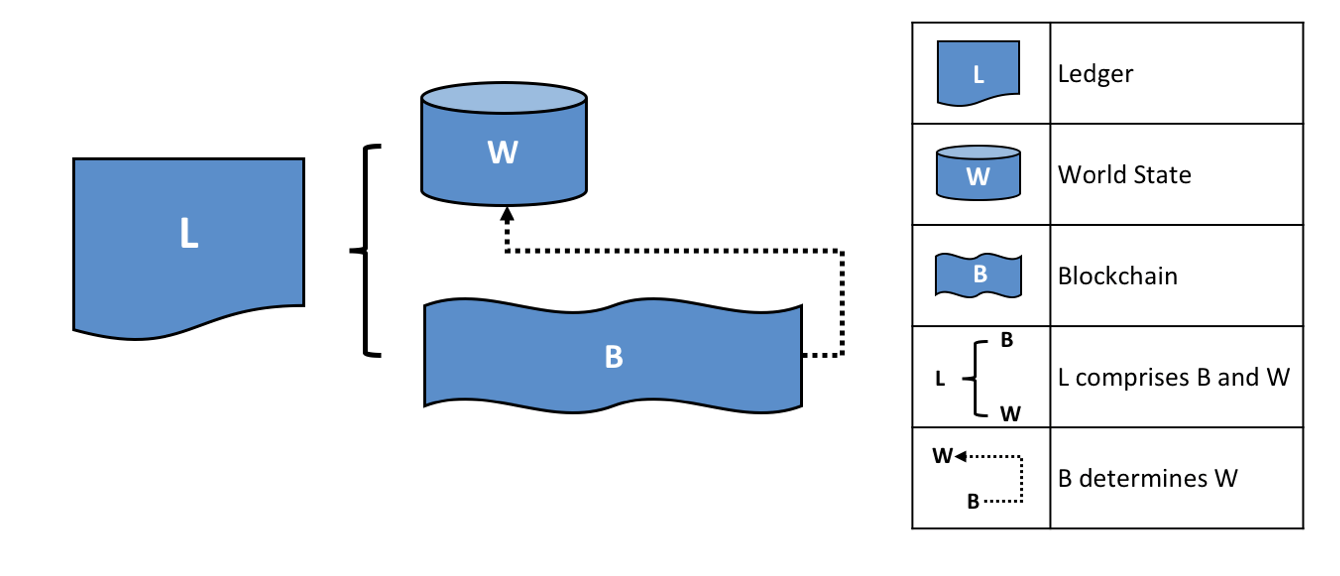 L
W
B
L Ledger
W World State
B Blockchain
B
L
W
L comprises B and W
W
B
B determines W